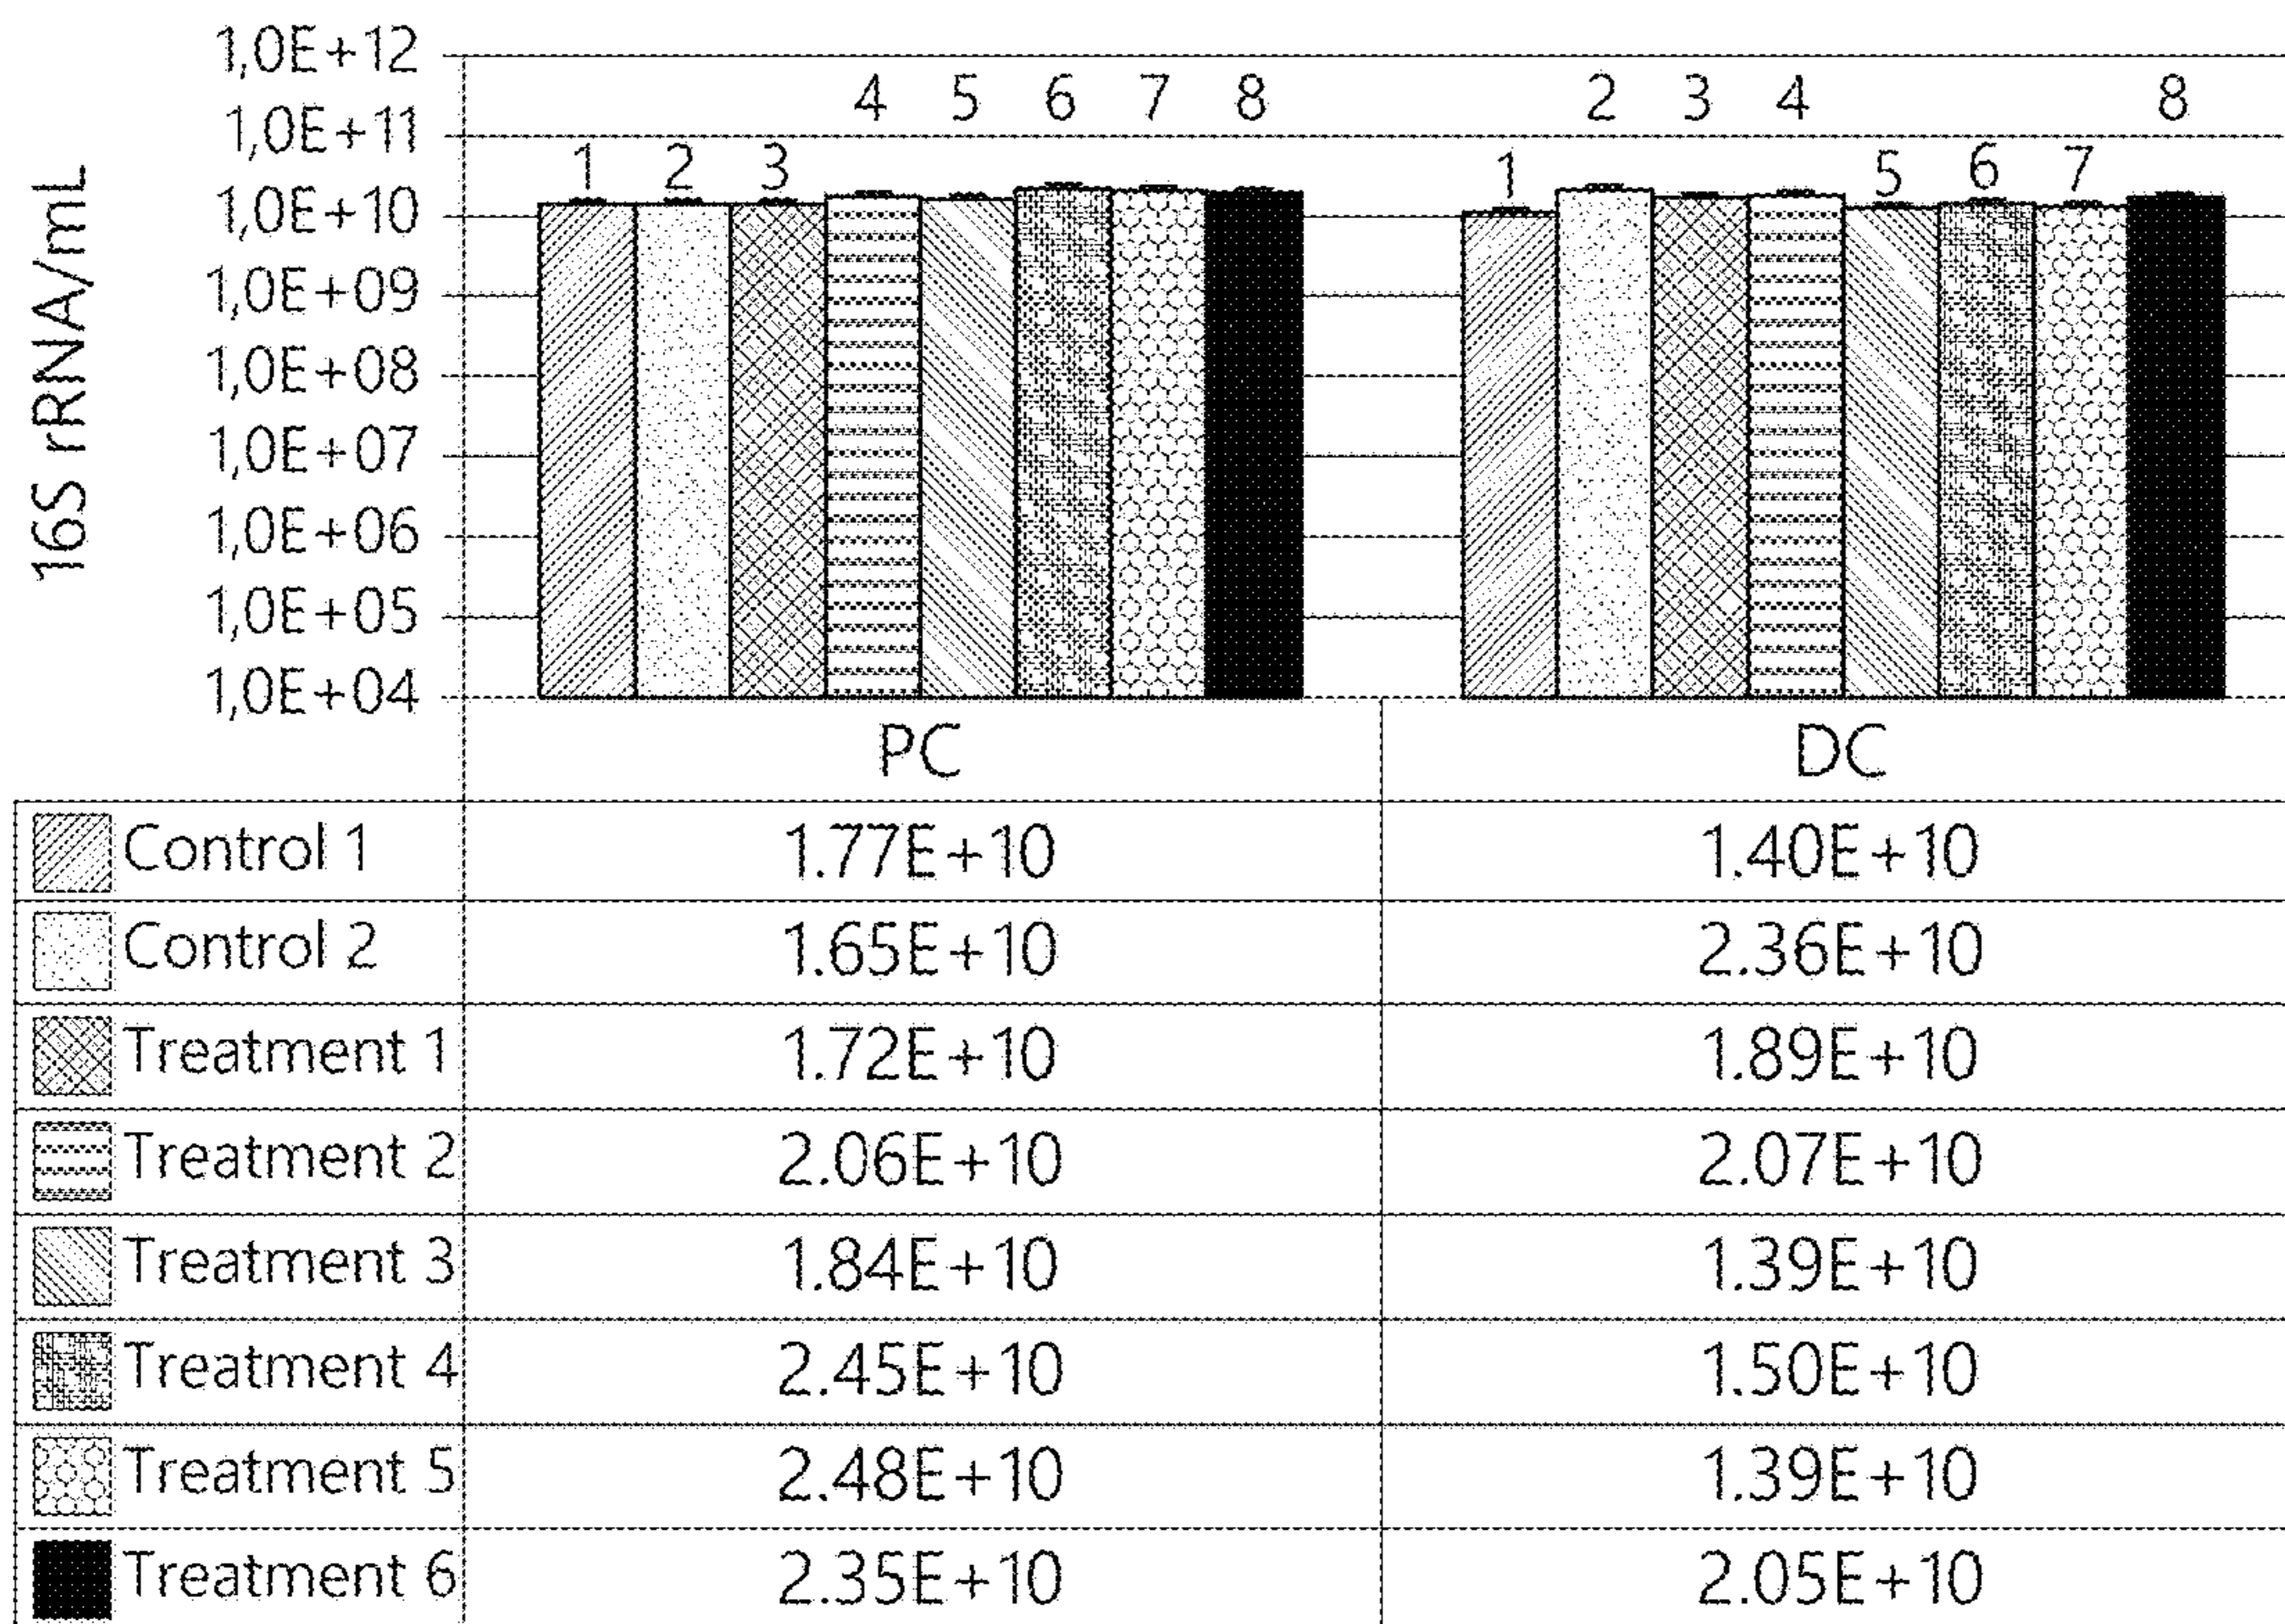 1,0E+12
4 5 6 7 8 2 3 4 8
1,0E+11
1 2 3 1 5 6 7
1,0E+10
1,0E+09
1,0E+08
1,0E+07
1,0E+06
1,0E+05
1,0E+04
16S rRNA/mL
PC DC
Control 1 1.77E+10 1.40E+10
Control 2 1.65E+10 2.36E+10
Treatment 1 1.72E+10 1.89E+10
Treatment 2 2.06E+10 2.07E+10
Treatment 3 1.84E+10 1.39E+10
Treatment 4 2.45E+10 1.50E+10
Treatment 5 2.48E+10 1.39E+10
Treatment 6 2.35E+10 2.05E+10